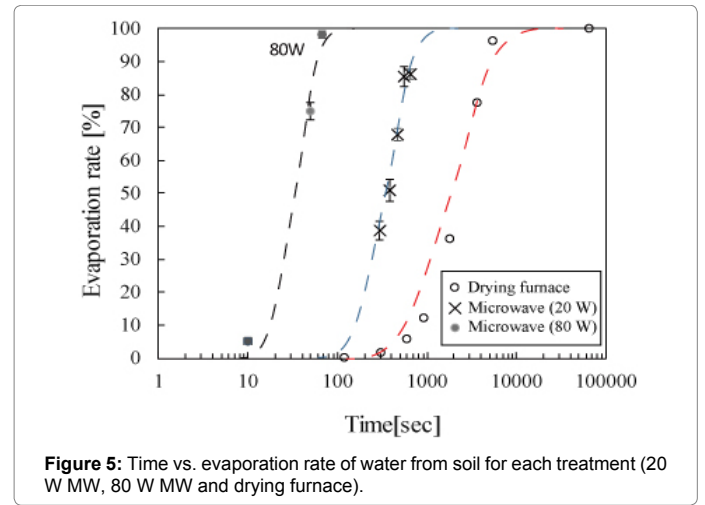 100
90
80
70
60
50
40
30
20
10
0
Evaporation rate [%]
80W
Drying furnace
Microwave (20 W)
Microwave (80 W)
1 10 100 1000 10000 100000
Time[sec]
Figure 5: Time vs. evaporation rate of water from soil for each treatment (20
W MW, 80 W MW and drying furnace).